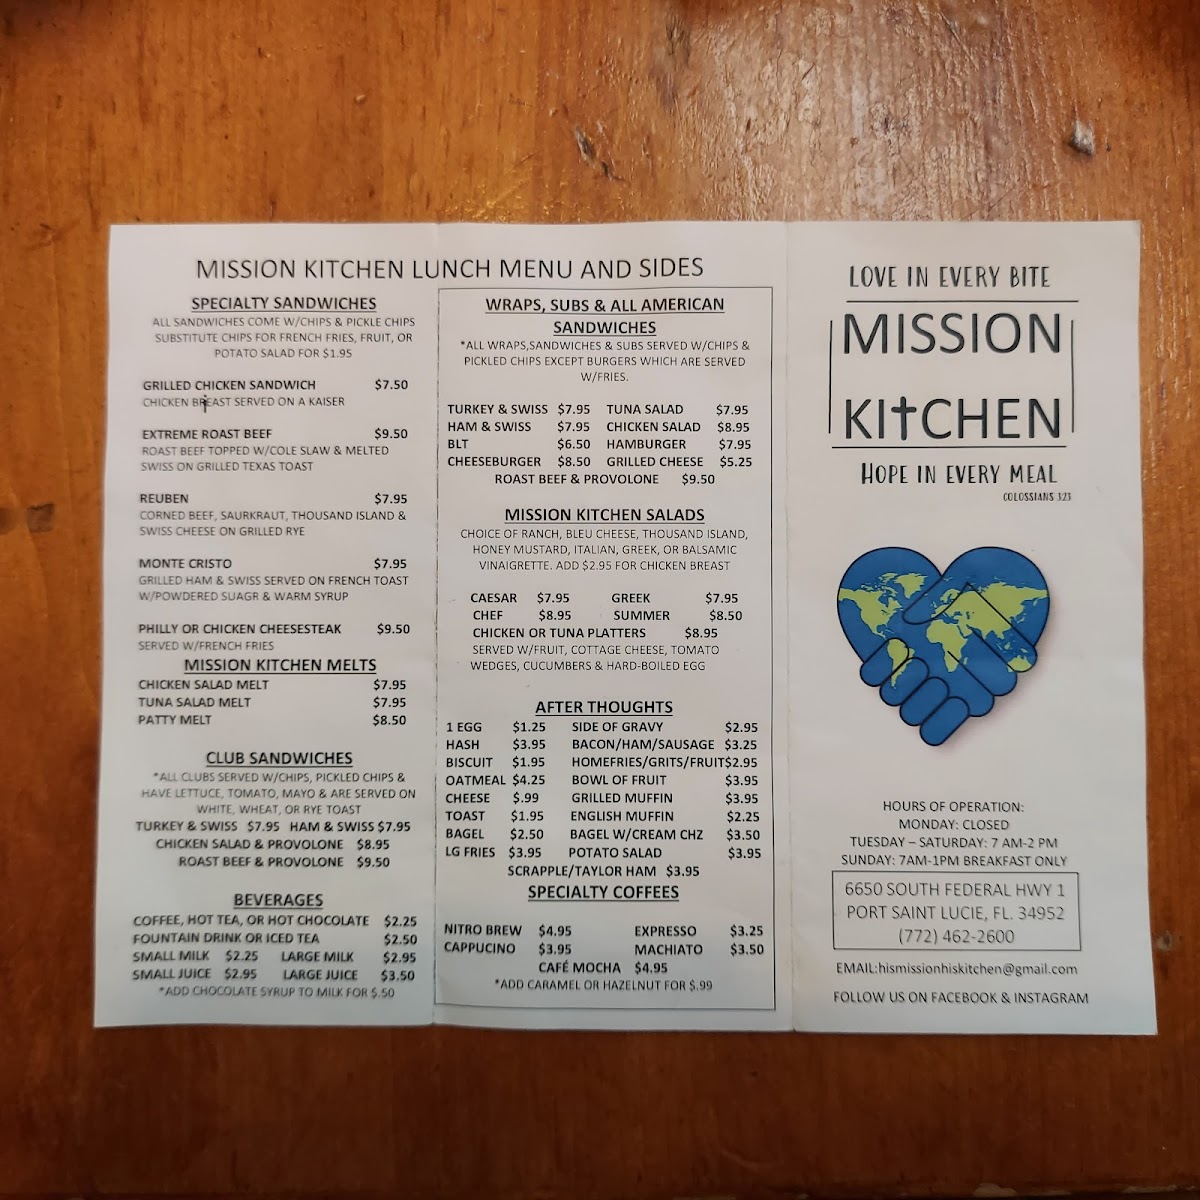 MISSION KITCHEN LUNCH MENU AND SIDES
SPECIALTY SANDWICHES
ALL SANDWICHES COME W/CHIPS & PICKLE CHIPS
SUBSTITUTE CHIPS FOR FRENCH FRIES, FRUIT, OR
POTATO SALAD FOR $1.95
GRILLED CHICKEN SANDWICH $7.50
CHICKEN BREAST SERVED ON A KAISER
EXTREME ROAST BEEF $9.50
ROAST BEEF TOPPED W/COLE SLAW & MELTED
SWISS ON GRILLED TEXAS TOAST
REUBEN $7.95
CORNED BEEF, SAURKRAUT, THOUSAND ISLAND &
SWISS CHEESE ON GRILLED RYE
MONTE CRISTO $7.95
GRILLED HAM & SWISS SERVED ON FRENCH TOAST
W/POWDERED SUAGR & WARM SYRUP
PHILLY OR CHICKEN CHEESESTEAK $9.50
SERVED W/FRENCH FRIES
MISSION KITCHEN MELTS
CHICKEN SALAD MELT $7.95
TUNA SALAD MELT $7.95
PATTY MELT $8.50
CLUB SANDWICHES
*ALL CLUBS SERVED W/CHIPS, PICKLED CHIPS &
HAVE LETTUCE, TOMATO, MAYO & ARE SERVED ON
WHITE, WHEAT, OR RYE TOAST
TURKEY & SWISS $7.95 HAM & SWISS $7.95
CHICKEN SALAD & PROVOLONE $8.95
ROAST BEEF & PROVOLONE $9.50
BEVERAGES
COFFEE, HOT TEA, OR HOT CHOCOLATE $2.25
FOUNTAIN DRINK OR ICED TEA $2.50
SMALL MILK $2.25 LARGE MILK $2.95
SMALL JUICE $2.95 LARGE JUICE $3.50
*ADD CHOCOLATE SYRUP TO MILK FOR $.50
WRAPS, SUBS & ALL AMERICAN
SANDWICHES
*ALL WRAPS,SANDWICHES & SUBS SERVED W/CHIPS &
PICKLED CHIPS EXCEPT BURGERS WHICH ARE SERVED
W/FRIES.
TURKEY & SWISS $7.95 TUNA SALAD $7.95
HAM & SWISS $7.95 CHICKEN SALAD $8.95
BLT $6.50 HAMBURGER $7.95
CHEESEBURGER $8.50 GRILLED CHEESE $5.25
ROAST BEEF & PROVOLONE $9.50
MISSION KITCHEN SALADS
CHOICE OF RANCH, BLEU CHEESE, THOUSAND ISLAND,
HONEY MUSTARD, ITALIAN, GREEK, OR BALSAMIC
VINAIGRETTE. ADD $2.95 FOR CHICKEN BREAST
CAESAR $7.95 GREEK $7.95
CHEF $8.95 SUMMER $8.50
CHICKEN OR TUNA PLATTERS $8.95
SERVED W/FRUIT, COTTAGE CHEESE, TOMATO
WEDGES, CUCUMBERS & HARD-BOILED EGG
AFTER THOUGHTS
1 EGG $1.25 SIDE OF GRAVY $2.95
HASH $3.95 BACON/HAM/SAUSAGE $3.25
BISCUIT $1.95 HOMEFRIES/GRITS/FRUIT$2.95
OATMEAL $4.25 BOWL OF FRUIT $3.95
CHEESE $.99 GRILLED MUFFIN $3.95
TOAST $1.95 ENGLISH MUFFIN $2.25
BAGEL $2.50 BAGEL W/CREAM CHZ $3.50
LG FRIES $3.95 POTATO SALAD $3.95
SCRAPPLE/TAYLOR HAM $3.95
SPECIALTY COFFEES
NITRO BREW $4.95 EXPRESSO $3.25
CAPPUCINO $3.95 MACHIATO $3.50
CAFÉ MOCHA $4.95
*ADD CARAMEL OR HAZELNUT FOR $.99
LOVE IN EVERY BITE
MISSION
KITCHEN
HOPE IN EVERY MEAL
COLOSSIANS 3:23
HOURS OF OPERATION:
MONDAY: CLOSED
TUESDAY – SATURDAY: 7 AM-2 PM
SUNDAY: 7AM-1PM BREAKFAST ONLY
6650 SOUTH FEDERAL HWY 1
PORT SAINT LUCIE, FL. 34952
(772) 462-2600
EMAIL:hismissionhiskitchen@gmail.com
FOLLOW US ON FACEBOOK & INSTAGRAM